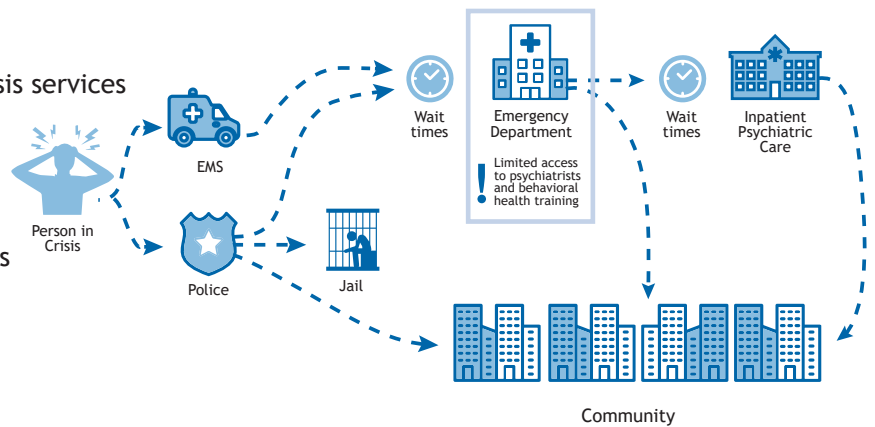 sis services
Person in
Crisis
s
EMS
Police
Jail
Wait
times
Emergency
Department
! Limited access
to psychiatrists
and behavioral
health training
Wait
times
Inpatient
Psychiatric
Care
Community